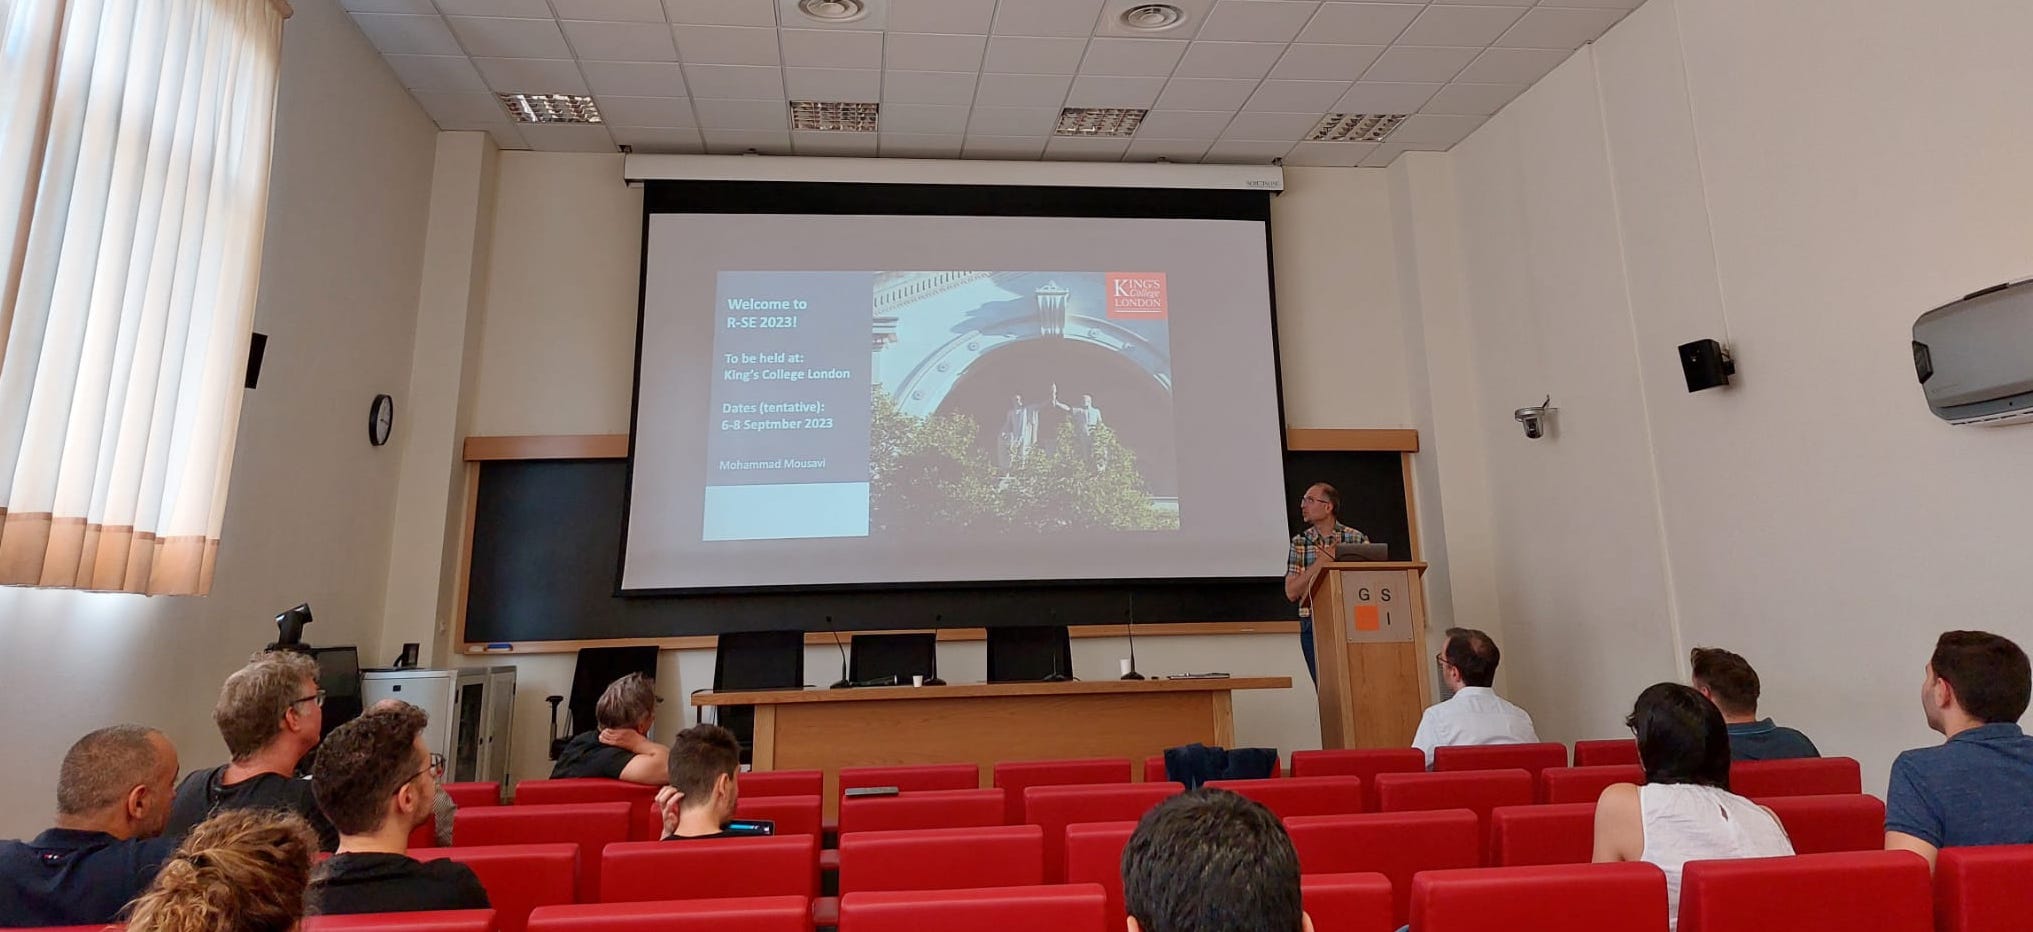 Welcome to
R-SE 2023!
To be held at:
King's College London
Dates (tentative):
6-8 Septmber 2023
Mohammad Mousavi
KING'S
College
LONDON
G S
I